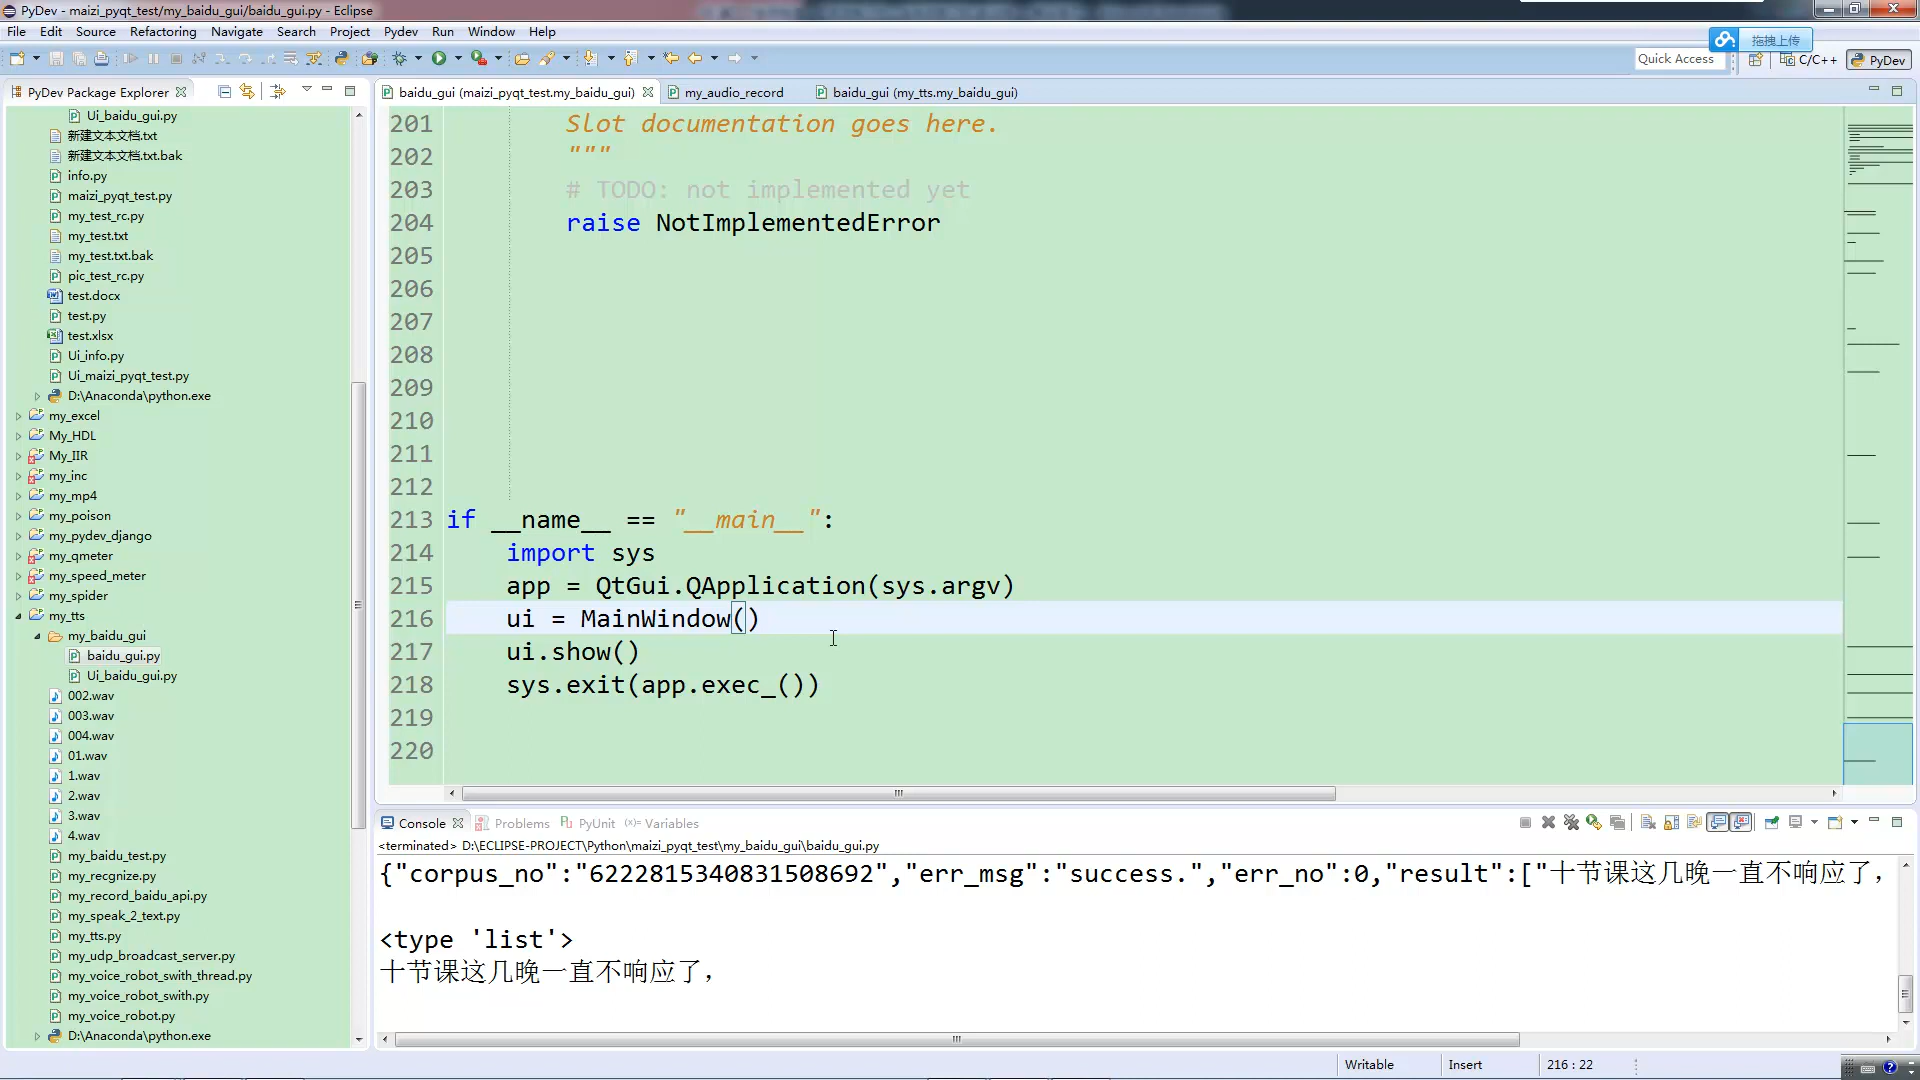 PyDev - maizi_pyqt_test/my_baidu_gui/baidu_gui.py - Eclipse
File Edit Source Refactoring Navigate Search Project Pydev Run Window Help
拖拽上传
Quick Access
C/C++
PyDev
PyDev Package Explorer
Ui_baidu_gui.py
新建文本文档.txt
新建文本文档.txt.bak
info.py
maizi_pyqt_test.py
my_test_rc.py
my_test.txt
my_test.txt.bak
pic_test_rc.py
test.docx
test.py
test.xlsx
Ui_info.py
Ui_maizi_pyqt_test.py
D:\Anaconda\python.exe
my_excel
My_HDL
My_IIR
my_inc
my_mp4
my_poison
my_pydev_django
my_qmeter
my_speed_meter
my_spider
my_tts
my_baidu_gui
baidu_gui.py
Ui_baidu_gui.py
002.wav
003.wav
004.wav
01.wav
1.wav
2.wav
3.wav
4.wav
my_baidu_test.py
my_recgnize.py
my_record_baidu_api.py
my_speak_2_text.py
my_tts.py
my_udp_broadcast_server.py
my_voice_robot_swith_thread.py
my_voice_robot_swith.py
my_voice_robot.py
D:\Anaconda\python.exe
baidu_gui (maizi_pyqt_test.my_baidu_gui)
my_audio_record
baidu_gui (my_tts.my_baidu_gui)
201 Slot documentation goes here.
202 """
203 # TODO: not implemented yet
204 raise NotImplementedError
205
206
207
208
209
210
211
212
213 if __name__ == "__main__":
214 import sys
215 app = QtGui.QApplication(sys.argv)
216 ui = MainWindow()
217 ui.show()
218 sys.exit(app.exec_())
219
220
Console
Problems
PyUnit
Variables
<terminated> D:\ECLIPSE-PROJECT\Python\maizi_pyqt_test\my_baidu_gui\baidu_gui.py
{"corpus_no":"6222815340831508692","err_msg":"success.","err_no":0,"result":["十节课这几晚一直不响应了，
<type 'list'>
十节课这几晚一直不响应了，
Writable
Insert
216 : 22